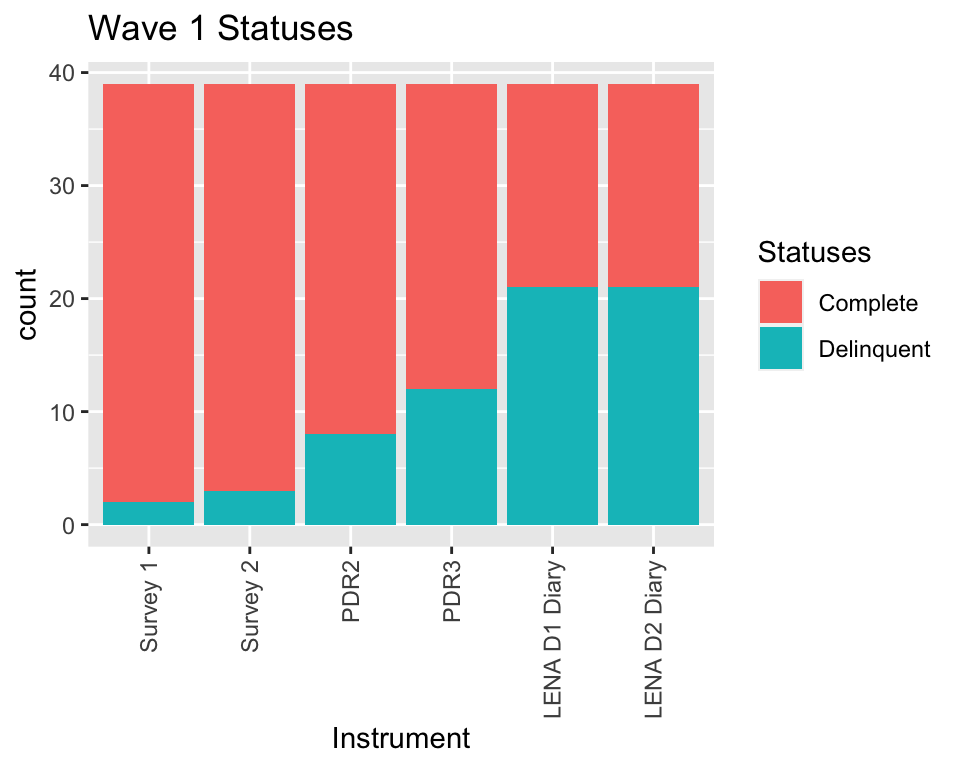 Wave 1 Statuses
40
30
20
10
0
count
Survey 1
Survey 2
PDR2
PDR3
LENA D1 Diary
LENA D2 Diary
Instrument
Statuses
Complete
Delinquent